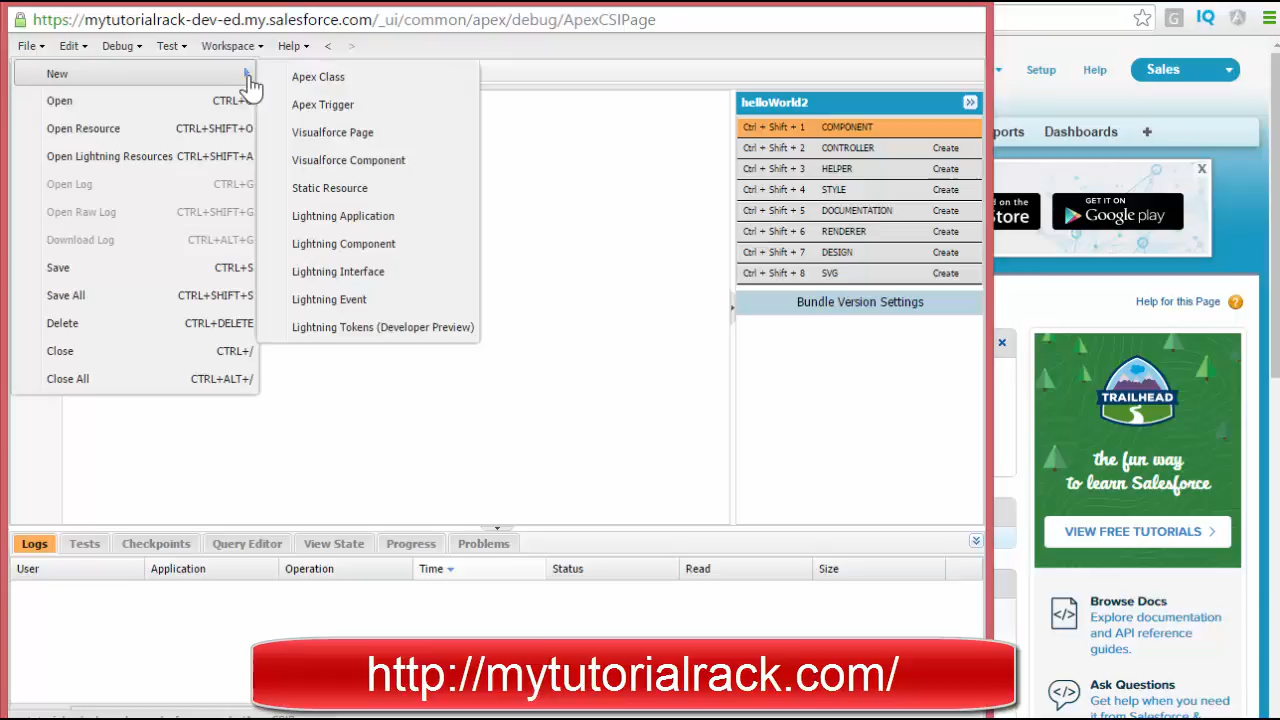 https://mytutorialrack-dev-ed.my.salesforce.com/_ui/common/apex/debug/ApexCSIPage
File Edit Debug Test Workspace Help < >
New
Open
Open Resource CTRL+SHIFT+O
Open Lightning Resources CTRL+SHIFT+A
Open Log CTRL+G
Open Raw Log CTRL+SHIFT+G
Download Log CTRL+ALT+G
Save CTRL+S
Save All CTRL+SHIFT+S
Delete CTRL+DELETE
Close CTRL+/
Close All CTRL+ALT+/
Apex Class
Apex Trigger
Visualforce Page
Visualforce Component
Static Resource
Lightning Application
Lightning Component
Lightning Interface
Lightning Event
Lightning Tokens (Developer Preview)
helloWorld2
Ctrl + Shift + 1 COMPONENT
Ctrl + Shift + 2 CONTROLLER Create
Ctrl + Shift + 3 HELPER Create
Ctrl + Shift + 4 STYLE Create
Ctrl + Shift + 5 DOCUMENTATION Create
Ctrl + Shift + 6 RENDERER Create
Ctrl + Shift + 7 DESIGN Create
Ctrl + Shift + 8 SVG Create
Bundle Version Settings
Logs Tests Checkpoints Query Editor View State Progress Problems
User Application Operation Time Status Read Size
G IQ
Setup Help Sales
Dashboards +
X
GET IT ON
Google play
Help for this Page ?
TRAILHEAD
the fun way
to learn Salesforce
VIEW FREE TUTORIALS
Browse Docs
Explore documentation
and API reference
guides.
Ask Questions
Get help when you need
it from Salesforce &
http://mytutorialrack.com/